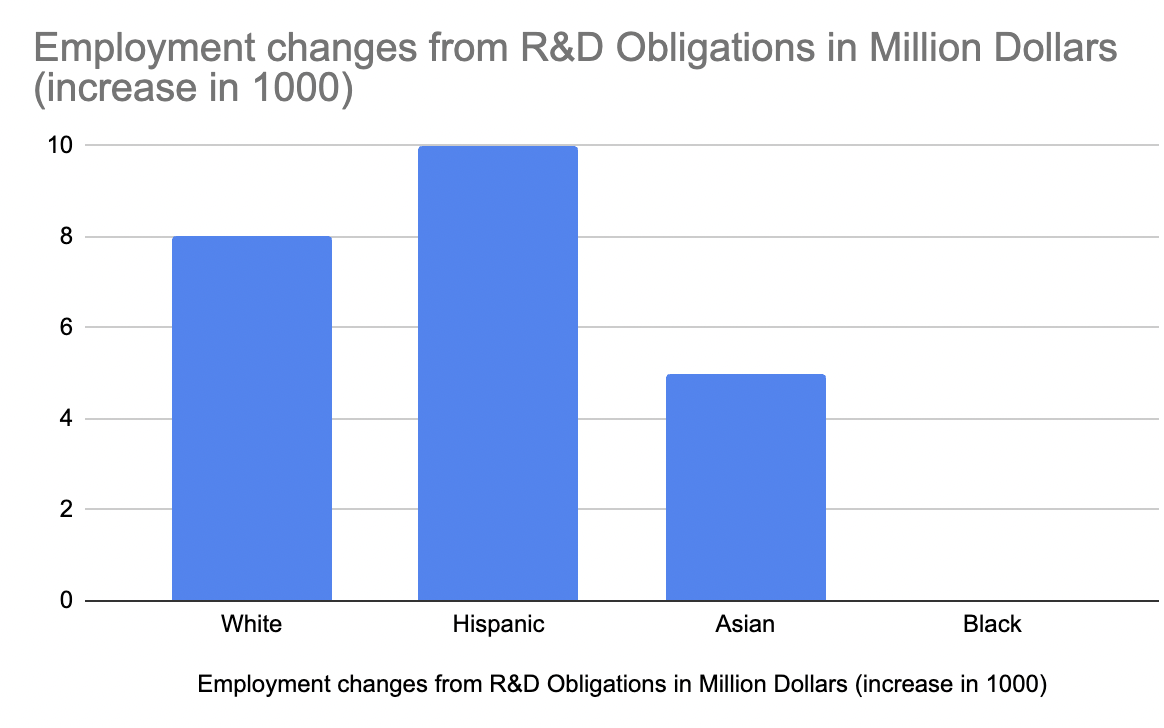 Employment changes from R&D Obligations in Million Dollars
(increase in 1000)
10
8
6
4
2
0
White Hispanic Asian Black
Employment changes from R&D Obligations in Million Dollars (increase in 1000)